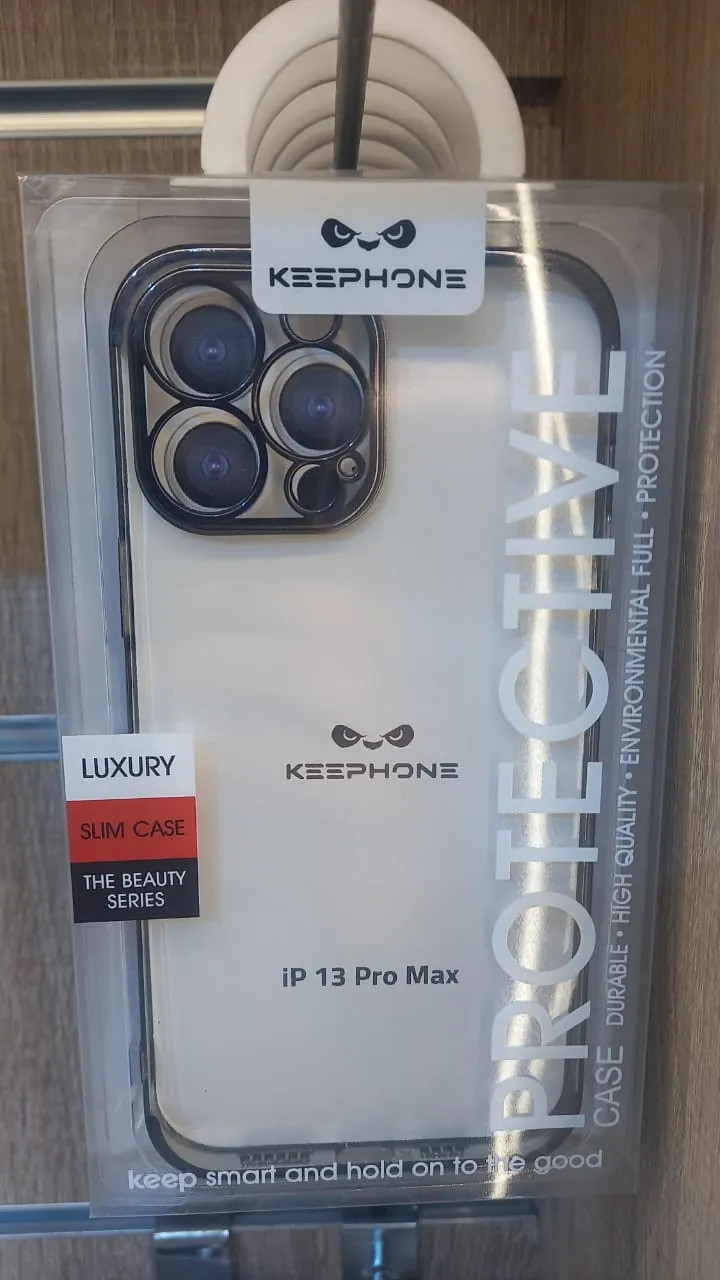 KEEPHONE
PROTECTIVE
CASE DURABLE • HIGH QUALITY • ENVIRONMENTAL FULL • PROTECTION
KEEPHONE
LUXURY
SLIM CASE
THE BEAUTY
SERIES
iP 13 Pro Max
keep smart and hold on to the good